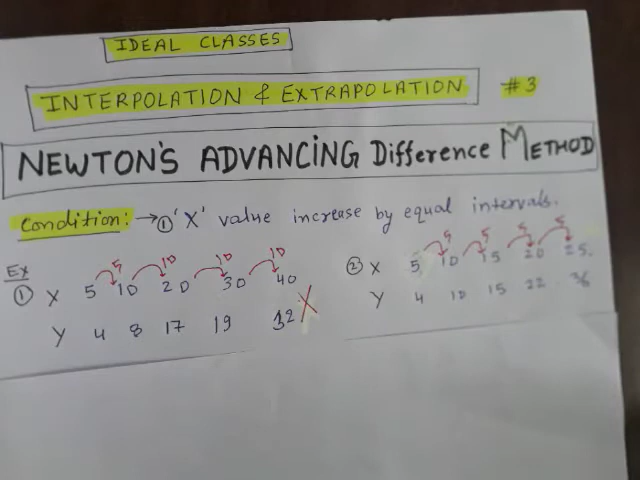 IDEAL CLASSES
INTERPOLATION & EXTRAPOLATION #3
NEWTON'S ADVANCING Difference METHOD
Condition: → ① 'X' value increase by equal intervals.
Ex
5 10 10 10
① X 5 10 20 30 40
Y 4 8 17 19 32 X
5 5 5 5
② X 5 10 15 20 25.
Y 4 10 15 22 36